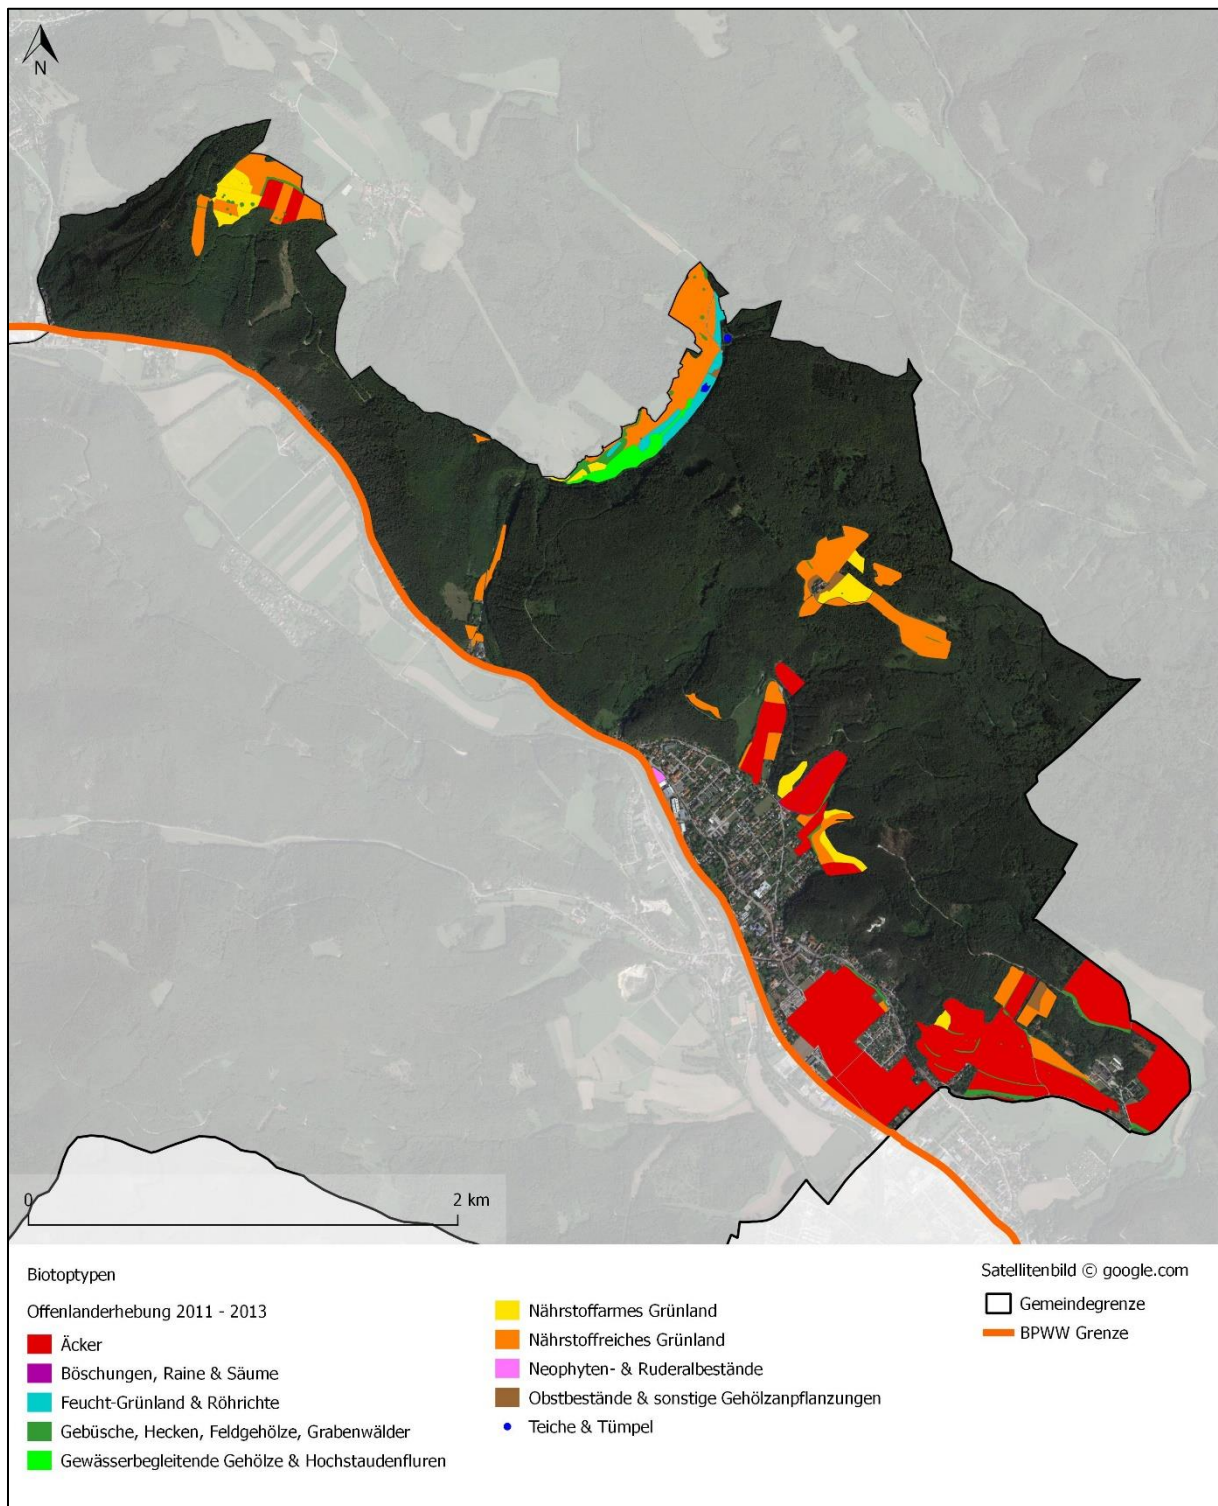 N
0
2 km
Biotoptypen
Offenlanderhebung 2011 - 2013
Äcker
Böschungen, Raine & Säume
Feucht-Grünland & Röhrichte
Gebüsche, Hecken, Feldgehölze, Grabenwälder
Gewässerbegleitende Gehölze & Hochstaudenfluren
Nährstoffarmes Grünland
Nährstoffreiches Grünland
Neophyten- & Ruderalbestände
Obstbestände & sonstige Gehölzanpflanzungen
Teiche & Tümpel
Satellitenbild © google.com
Gemeindegrenze
BPWW Grenze